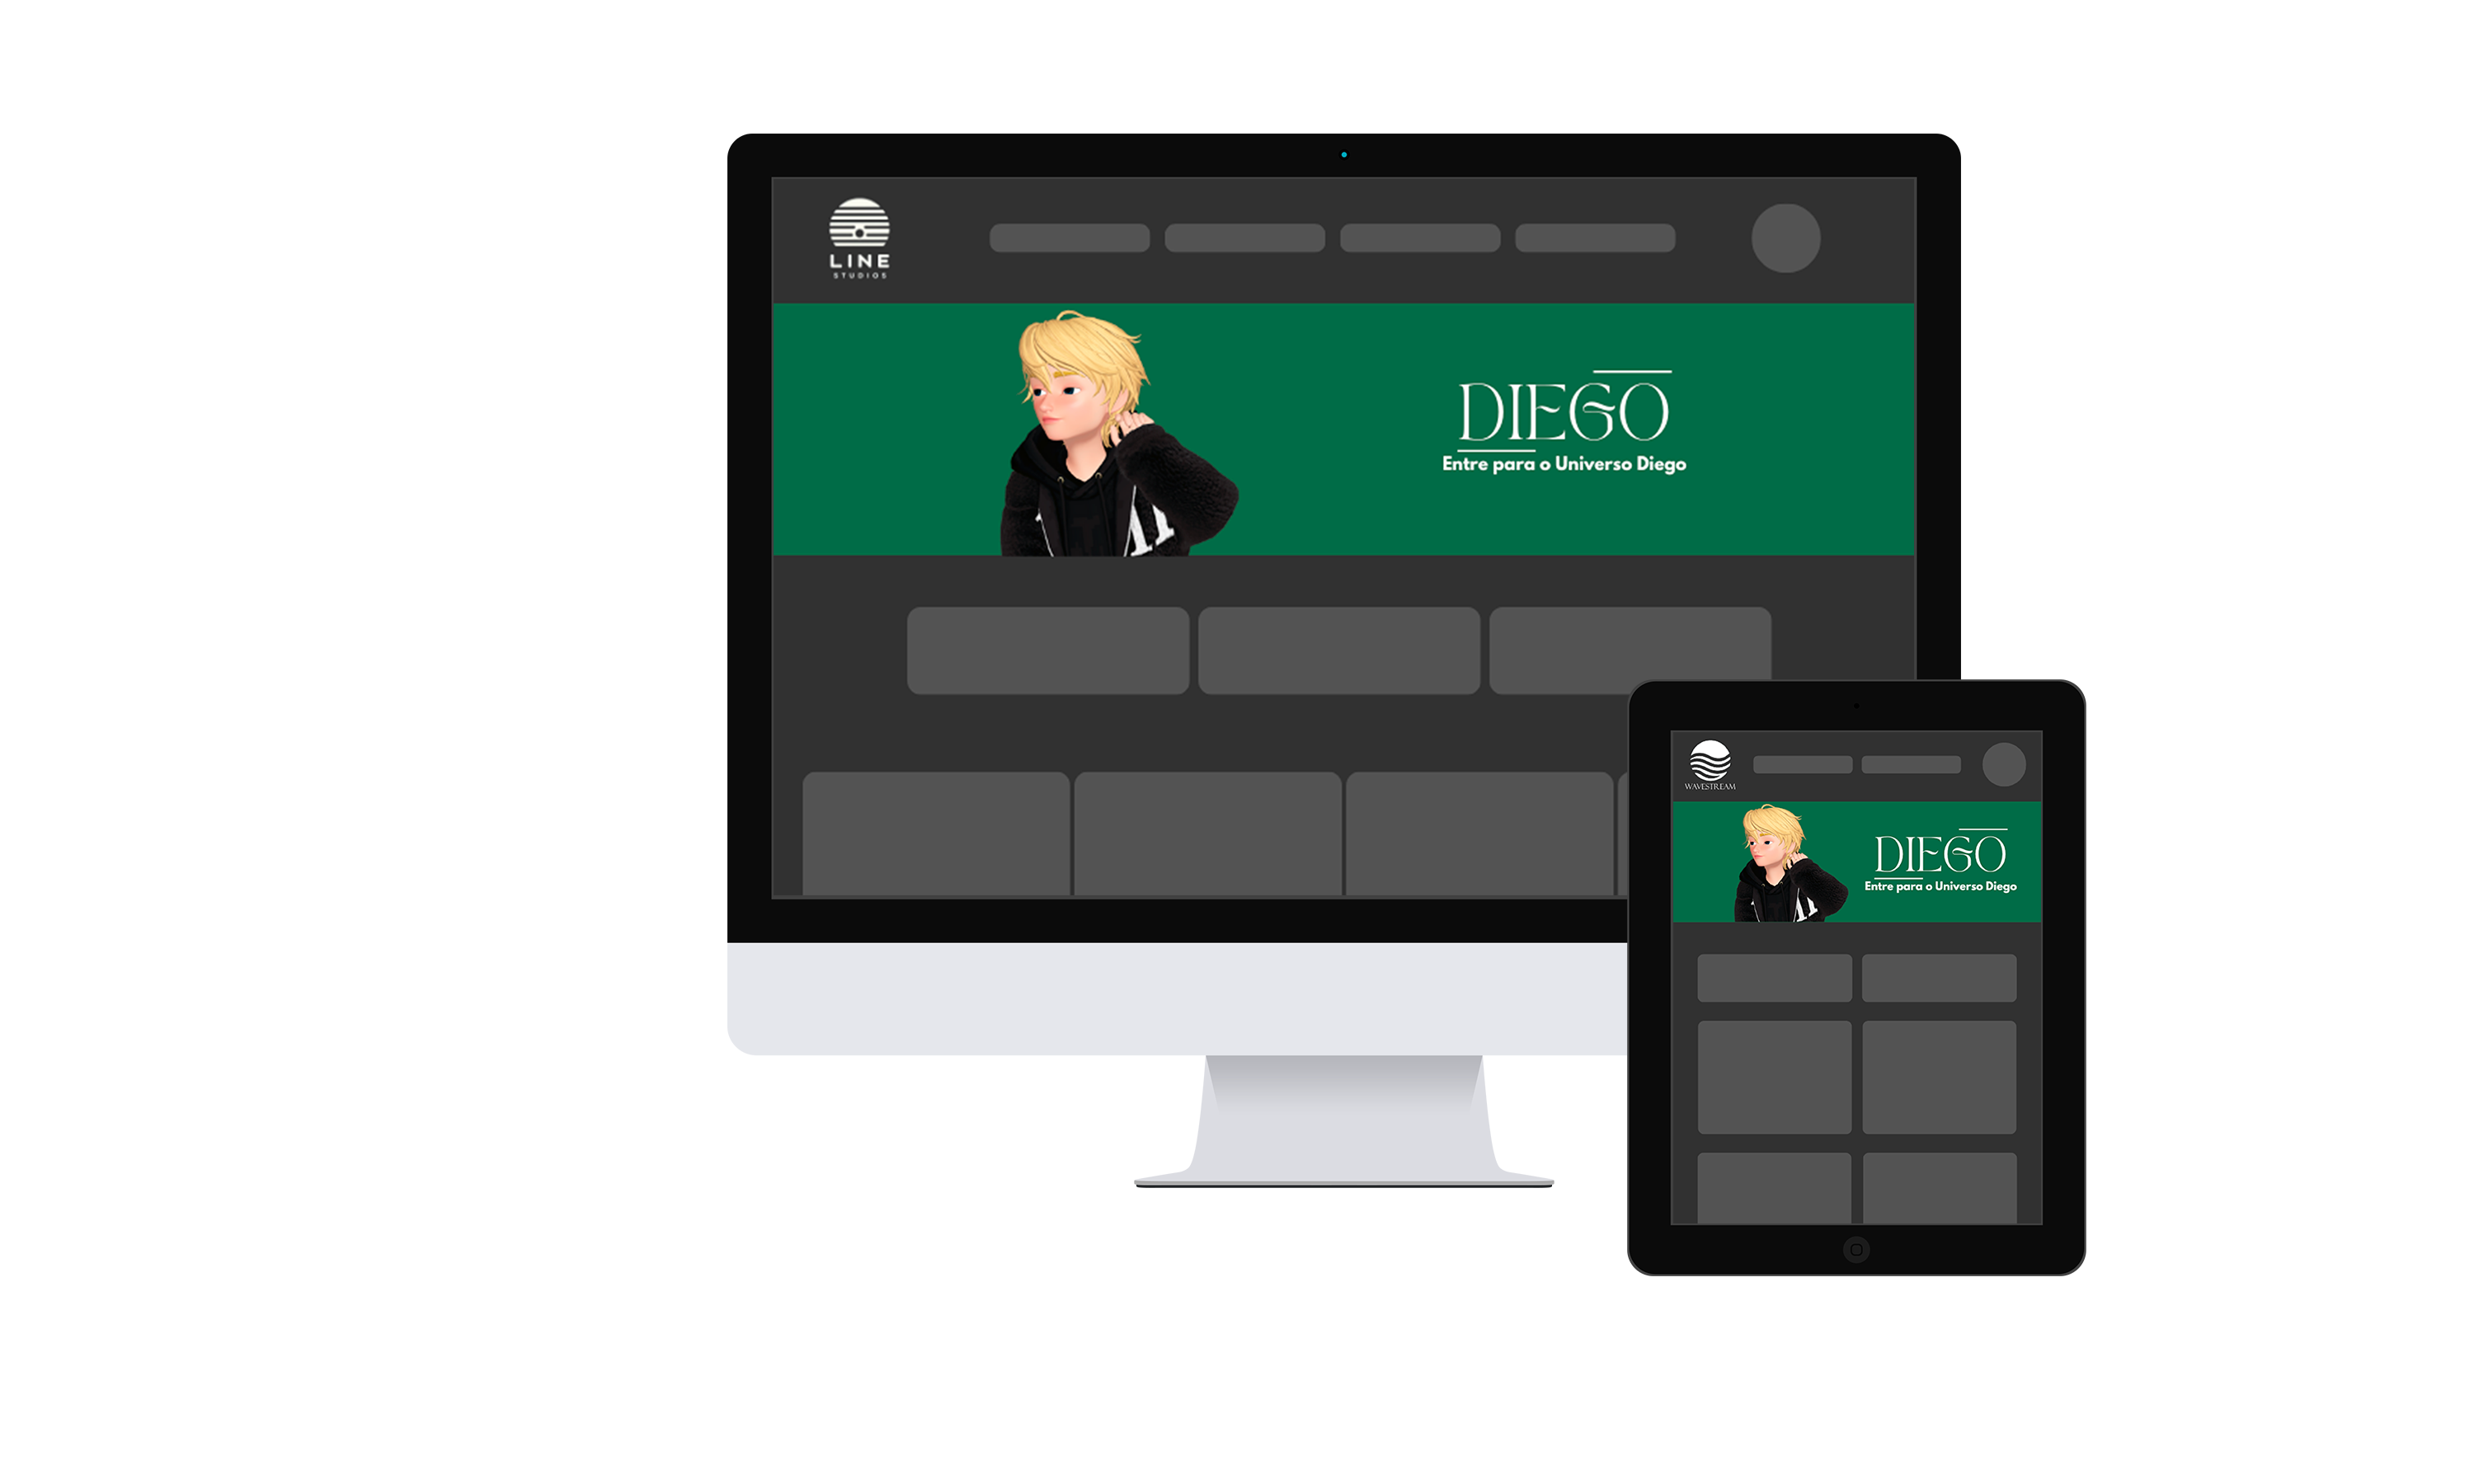 LINE
STUDIOS
DIEGO
Entre para o Universo Diego
WAVESTREAM
DIEGO
Entre para o Universo Diego